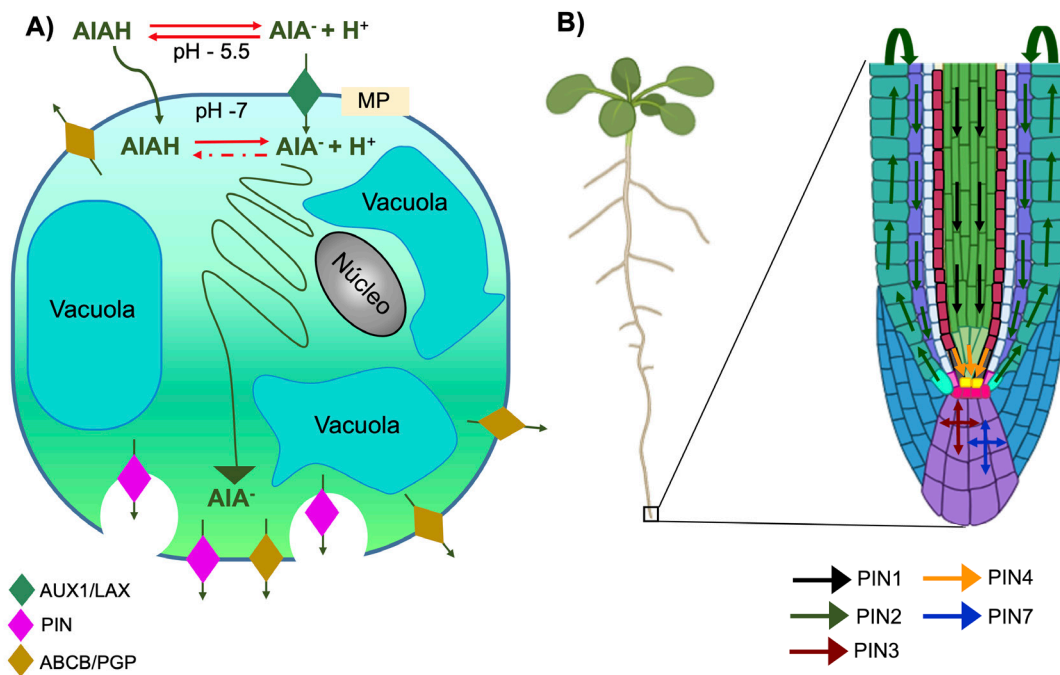 A)
AIAH
AIA⁻ + H⁺
pH - 5.5
MP
pH -7
AIAH
AIA⁻ + H⁺
Vacuola
Núcleo
Vacuola
Vacuola
AIA⁻
AUX1/LAX
PIN
ABCB/PGP
B)
PIN1
PIN4
PIN2
PIN7
PIN3